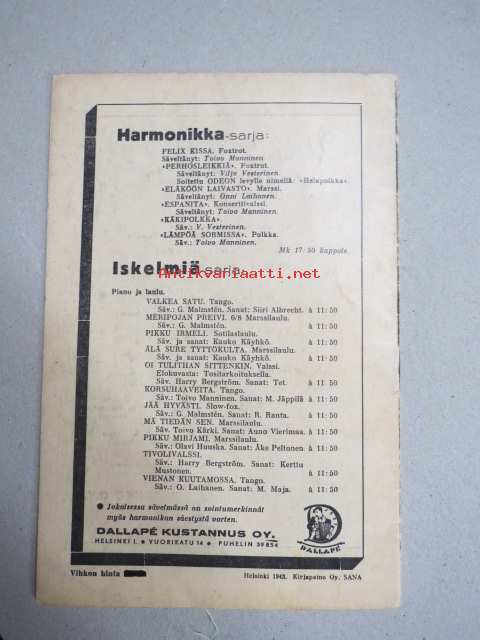 Harmonikka-sarja:
FELIX KISSA. Foxtrot.
Säveltänyt: Toivo Manninen
»PERHOSLEIKKIÄ». Foxtrot.
Säveltänyt: Viljo Vesterinen.
Soitettu ODEON levylle nimellä: »Helapolkka».
»ELÄKÖÖN LAIVASTO». Marssi.
Säveltänyt: Onni Laihanen.
»ESPANITA». Konserttivalssi.
Säveltänyt: Toivo Manninen.
»KÄKIPOLKKA».
Säv.: V. Vesterinen.
»LÄMPÖÄ SORMISSA». Polkka.
Säv.: Toivo Manninen.
Mk 17:50 kappale.
Iskelmiä-sarja
Antikvariaatti.net
Piano ja laulu.
VALKEA SATU. Tango.
Säv.: G. Malmstén. Sanat: Siiri Albrecht. à 11:50
MERIPOJAN PREIVI. 6/8 Marssilaulu.
Säv.: G. Malmstén. à 11:50
PIKKU IRMELI. Sotilaslaulu.
Säv. ja sanat: Kauko Käyhkö. à 11:50
ÄLÄ SURE TYTTÖKULTA. Marssilaulu.
Säv. ja sanat: Kauko Käyhkö. à 11:50
OI TULITHAN SITTENKIN. Valssi.
Elokuvasta: Tositarkoituksella.
Säv. Harry Bergström. Sanat: Tet. à 11:50
KORSUHAAVEITA. Tango.
Säv.: Toivo Manninen. Sanat: M. Jäppilä à 11:50
JÄÄ HYVÄSTI. Slow-fox.
Säv.: G. Malmstén. Sanat: R. Ranta. à 11:50
MÄ TIEDÄN SEN. Marssilaulu.
Säv. Toivo Kärki. Sanat: Auno Vierimaa. à 11:50
PIKKU MIRJAMI. Marssilaulu.
Säv.: Olavi Huuska. Sanat: Åke Peltonen. à 11:50
TIVOLIVALSSI.
Säv.: Harry Bergström. Sanat: Kerttu
Mustonen. à 11:50
VIENAN KUUTAMOSSA. Tango.
Säv.: O. Laihanen. Sanat: M. Maja. à 11:50
● Jokaisessa sävelmässä on sointumerkinnät
myös harmonikan säestystä varten.
DALLAPÉ KUSTANNUS OY.
HELSINKI I. ● VUORIKATU 14 ● PUHELIN 39 854
DALLAPÉ
Vihkon hinta
Helsinki 1943. Kirjapaino Oy. SANA